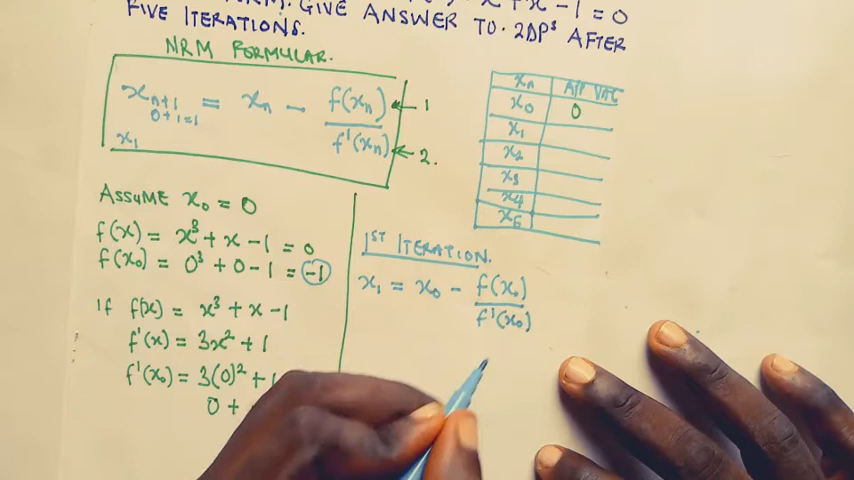 GIVE ANSWER TO 2DPs AFTER
FIVE ITERATIONS.
NRM FORMULAR.
xn+1 = xn - f(xn)/f'(xn)
0+1=1
x1
1
2.
xn
x0 0
x1
x2
x3
x4
ASSUME x0 = 0
f(x) = x³ + x - 1 = 0
f(x0) = 0³ + 0 - 1 = -1
If f(x) = x³ + x - 1
f'(x) = 3x² + 1
f'(x0) = 3(0)² + 1
0 +
1ST ITERATION.
x1 = x0 - f(x0)/f'(x0)